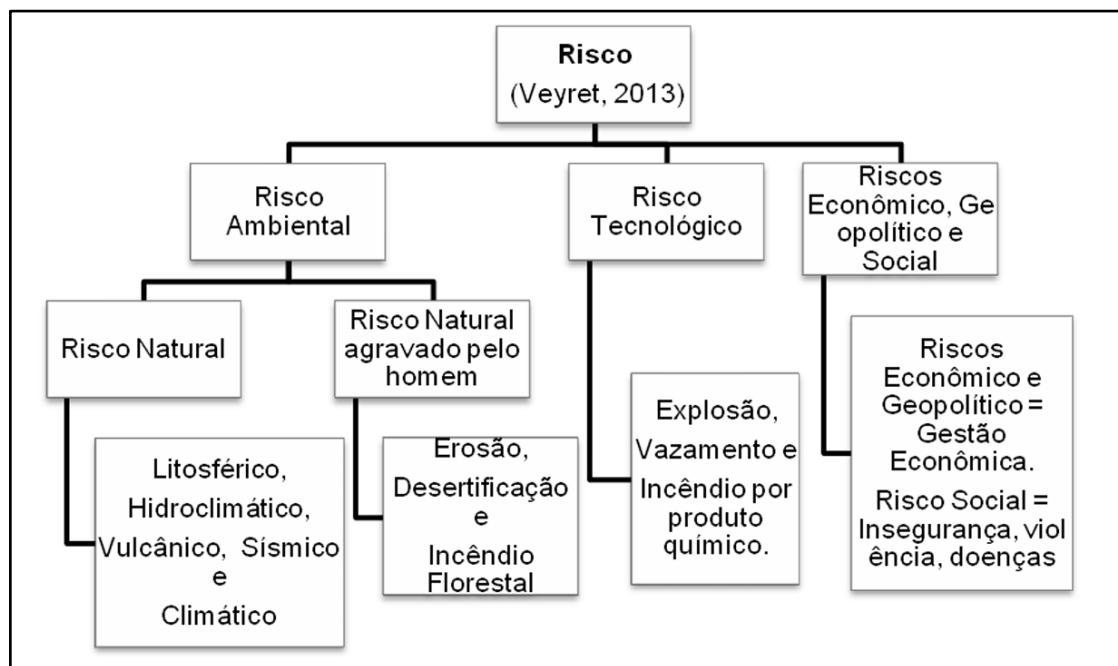 Risco
(Veyret, 2013)
Risco
Ambiental
Risco
Tecnológico
Riscos
Econômico, Ge
opolítico e
Social
Risco Natural
Risco Natural
agravado pelo
homem
Litosférico,
Hidroclimático,
Vulcânico, Sísmico
e
Climático
Erosão,
Desertificação
e
Incêndio
Florestal
Explosão,
Vazamento e
Incêndio por
produto
químico.
Riscos
Econômico e
Geopolítico =
Gestão
Econômica.
Risco Social =
Insegurança, viol
ência, doenças